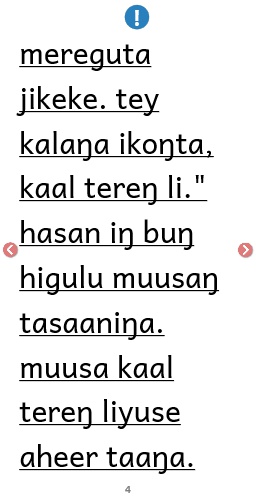 mereguta
jikeke. tey
kalaŋa ikoŋta,
kaal tereŋ li."
hasan iŋ buŋ
higulu muusaŋ
tasaaniŋa.
muusa kaal
tereŋ liyuse
aheer taaŋa.
4